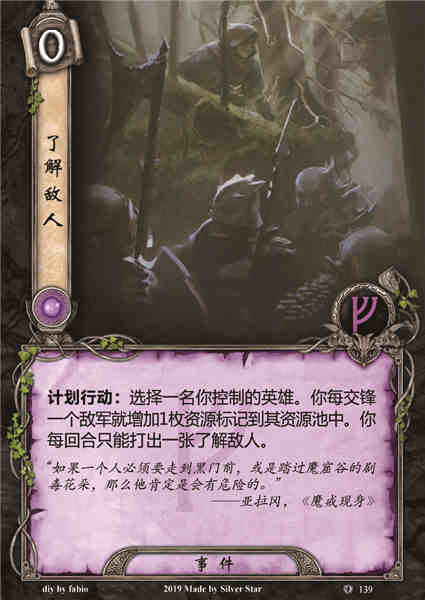 0
了解敌人
计划行动：选择一名你控制的英雄。你每交锋
一个敌军就增加1枚资源标记到其资源池中。你
每回合只能打出一张了解敌人。
“如果一个人必须要走到黑门前，或是踏过魔窟谷的剧
毒花朵，那么他肯定是会有危险的。”
——亚拉冈，《魔戒现身》
事件
diy by fabio
2019 Made by Silver Star
139